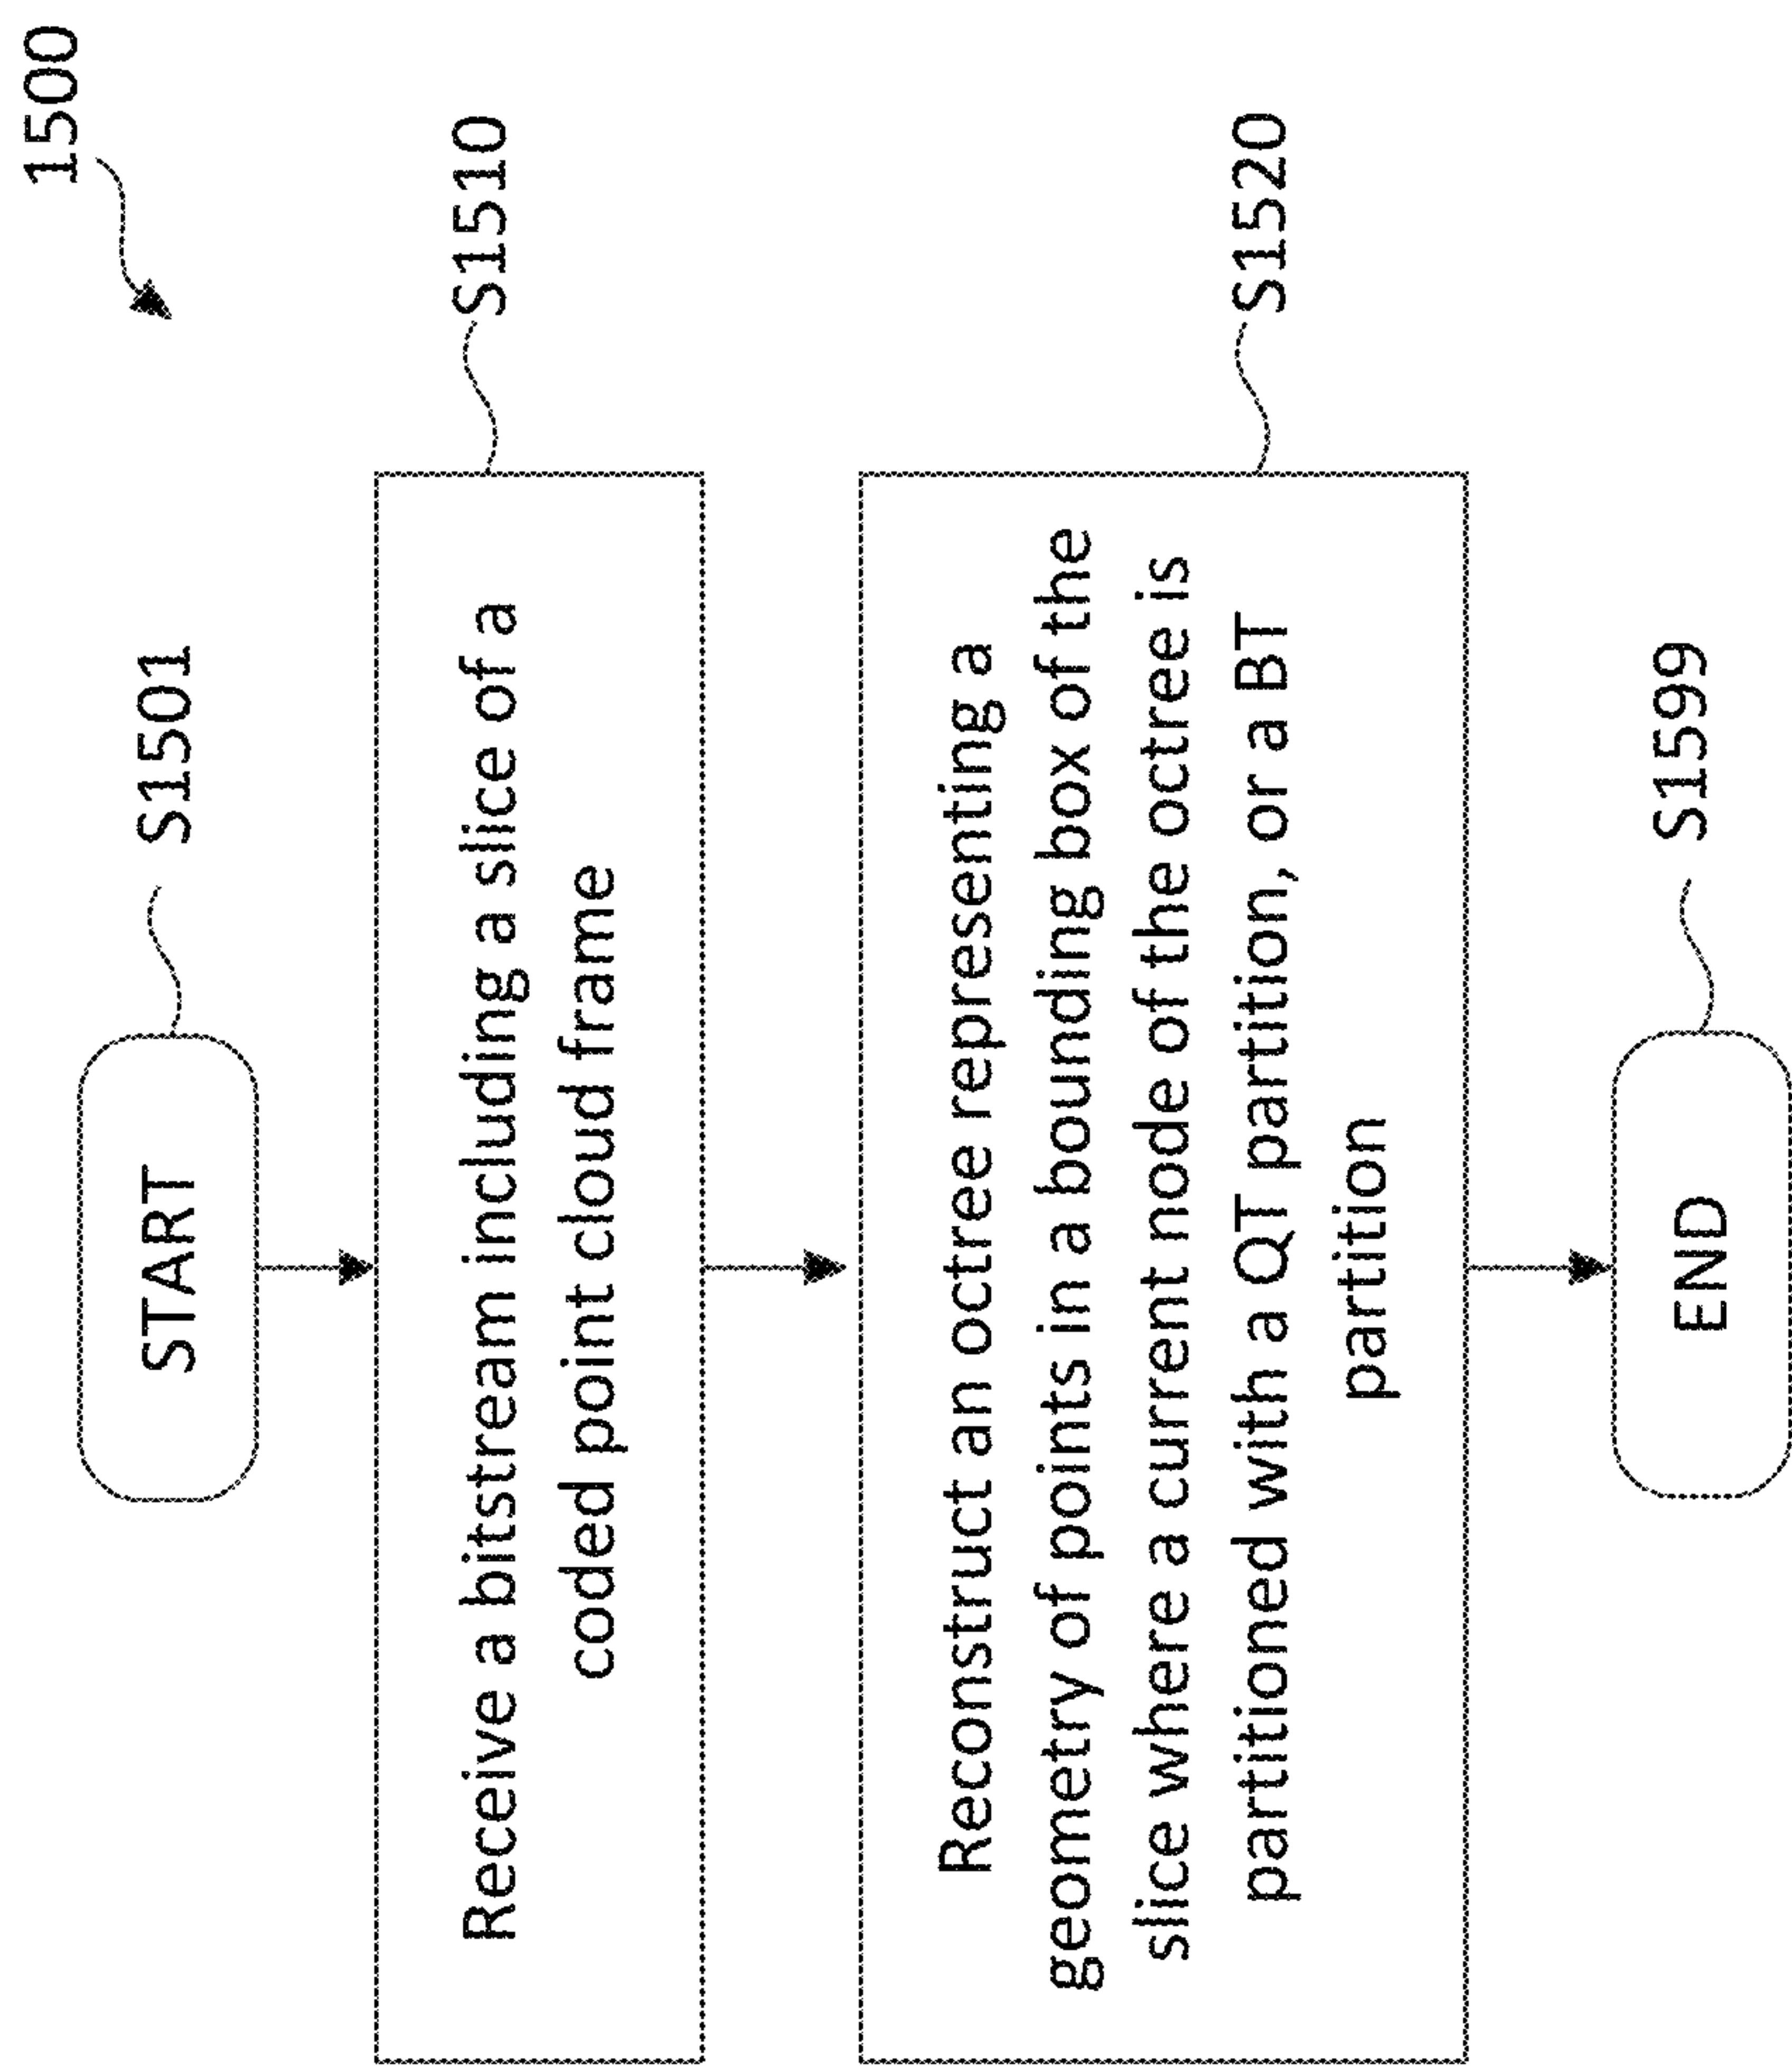 1500
START
S1501
Receive a bitstream including a slice of a
coded point cloud frame
S1510
Reconstruct an octree representing a
geometry of points in a bounding box of the
slice where a current node of the octree is
partitioned with a QT partition, or a BT
partition
S1520
END
S1599